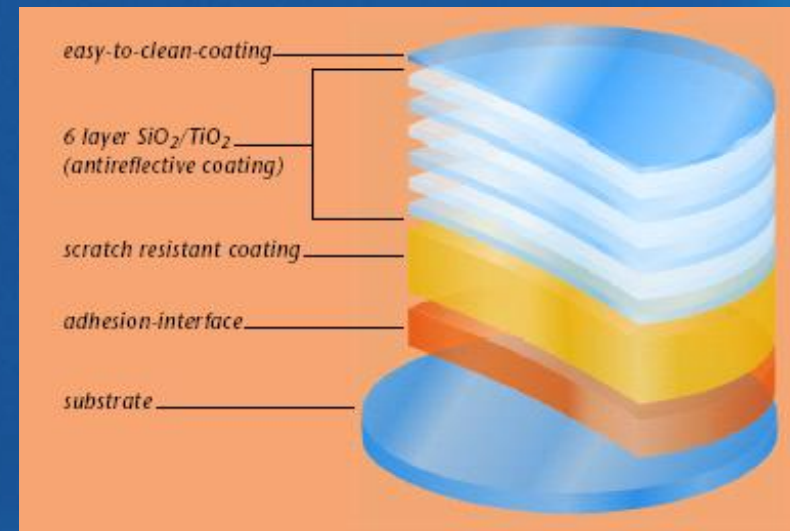 easy-to-clean-coating
6 layer SiO₂/TiO₂
(antireflective coating)
scratch resistant coating
adhesion-interface
substrate